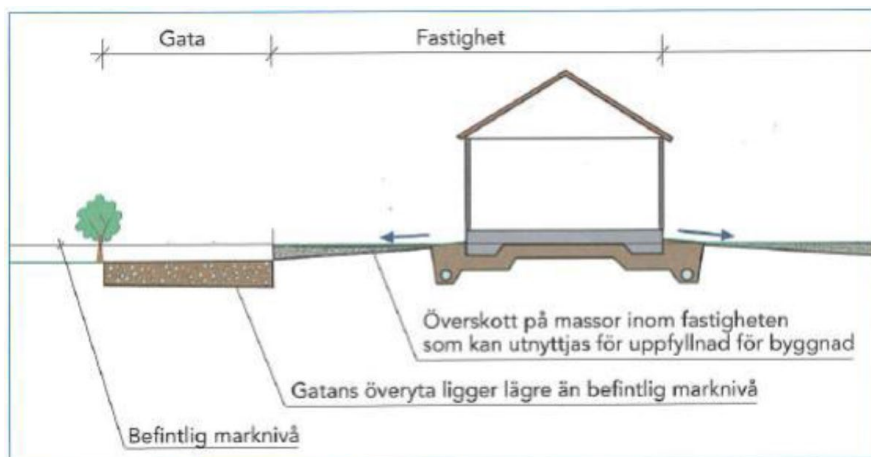 Gata
Fastighet
Överskott på massor inom fastigheten
som kan utnyttjas för uppfyllnad för byggnad
Gatans överyta ligger lägre än befintlig marknivå
Befintlig marknivå